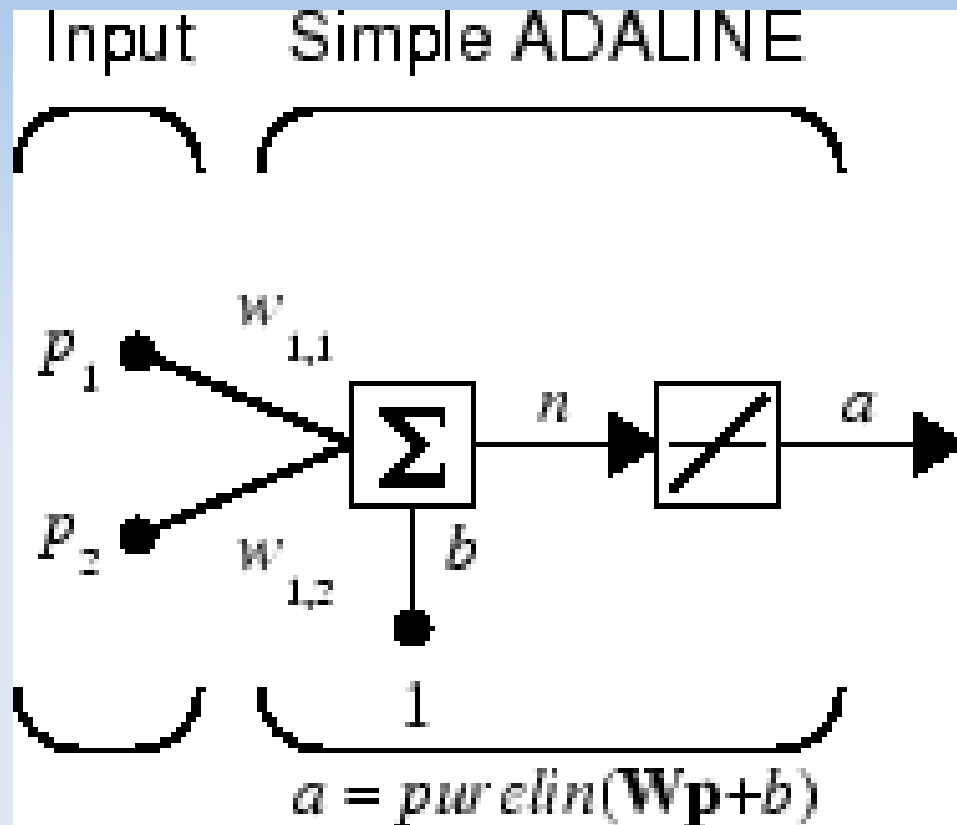 Input Simple ADALINE
w1,1
p1
n a
Σ
p2
w1,2
b
1
a = purelin(Wp+b)